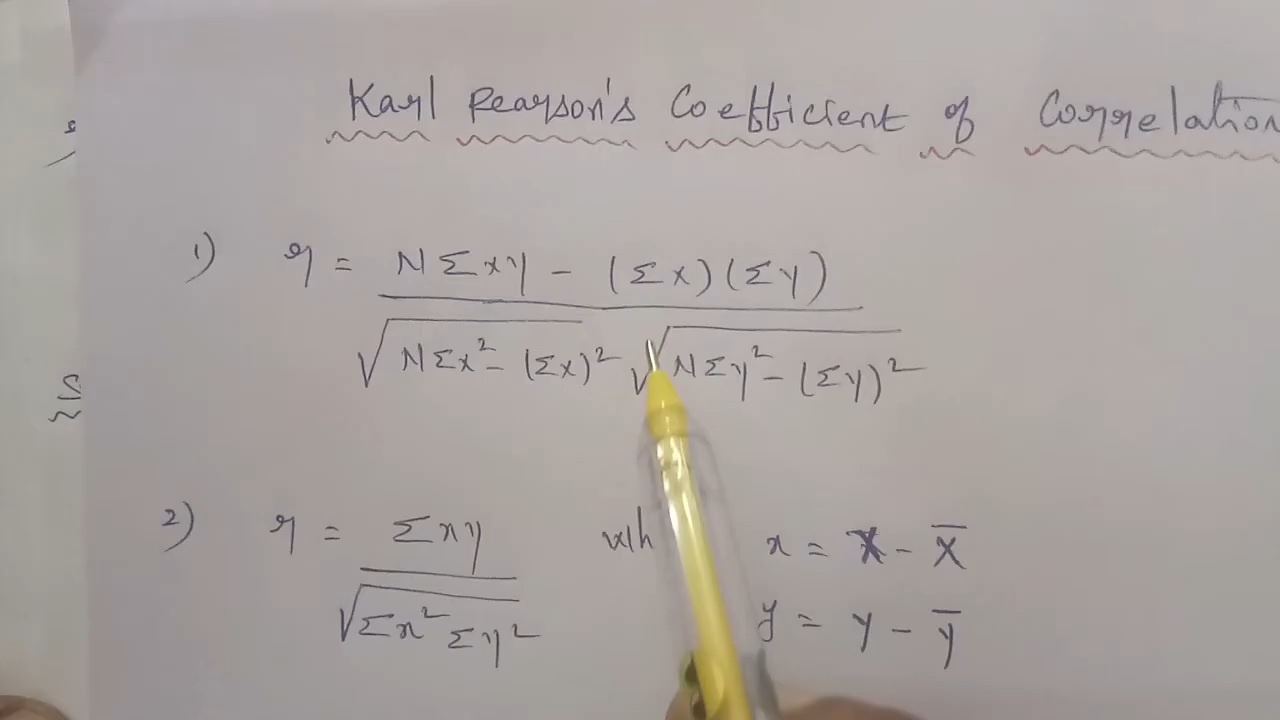 Karl Pearson's Coefficient of Correlation
1) r = NΣxy - (Σx)(Σy)
√NΣx² - (Σx)² √NΣy² - (Σy)²
2) r = Σxy x = X - X̄
√Σx² Σy² y = y - ȳ